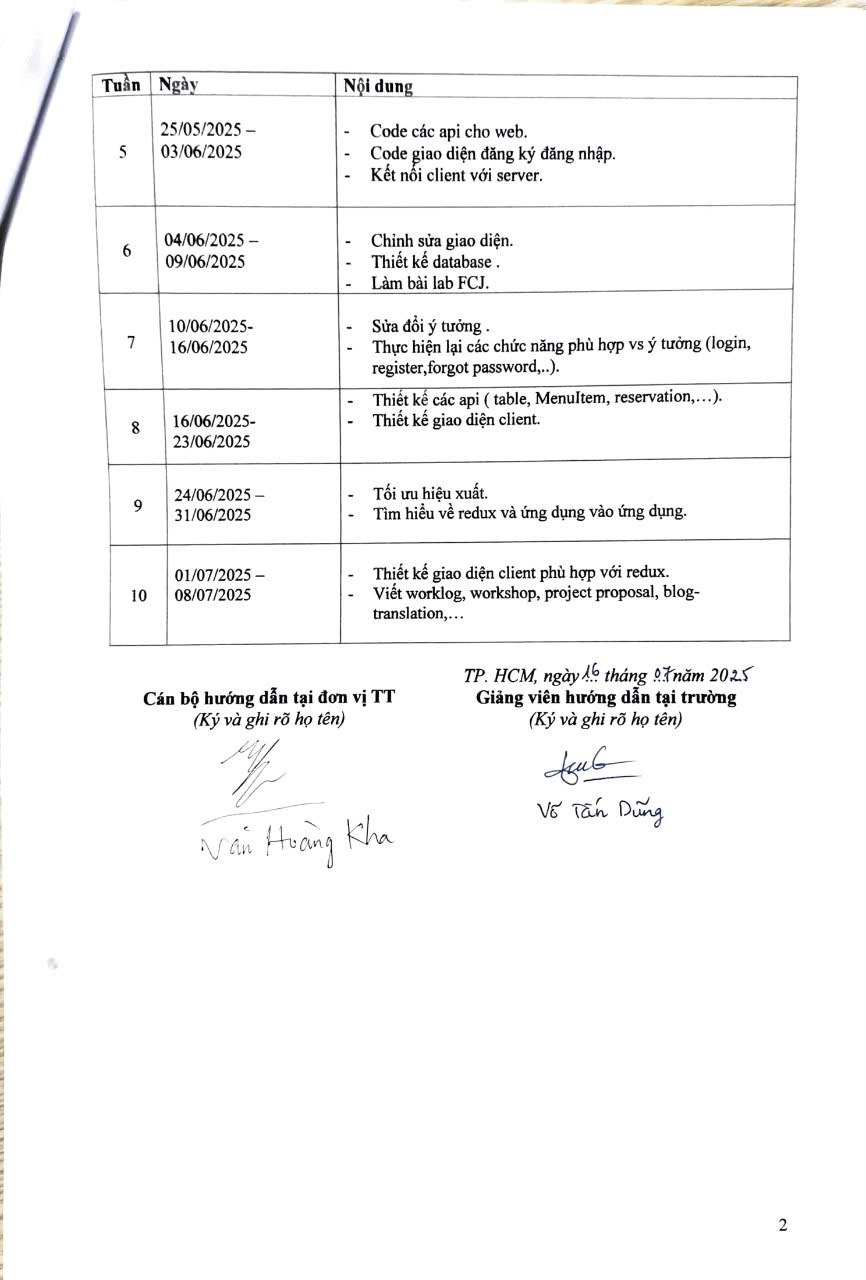 Tuần Ngày Nội dung
5
25/05/2025 –
03/06/2025
- Code các api cho web.
- Code giao diện đăng ký đăng nhập.
- Kết nối client với server.
6
04/06/2025 –
09/06/2025
- Chỉnh sửa giao diện.
- Thiết kế database .
- Làm bài lab FCJ.
7
10/06/2025-
16/06/2025
- Sửa đổi ý tưởng .
- Thực hiện lại các chức năng phù hợp vs ý tưởng (login,
register,forgot password,..).
8
16/06/2025-
23/06/2025
- Thiết kế các api ( table, MenuItem, reservation,…).
- Thiết kế giao diện client.
9
24/06/2025 –
31/06/2025
- Tối ưu hiệu xuất.
- Tìm hiểu về redux và ứng dụng vào ứng dụng.
10
01/07/2025 –
08/07/2025
- Thiết kế giao diện client phù hợp với redux.
- Viết worklog, workshop, project proposal, blog-
translation,…
TP. HCM, ngày 16 tháng 07 năm 2025
Cán bộ hướng dẫn tại đơn vị TT
(Ký và ghi rõ họ tên)
Hoàng Kha
Giảng viên hướng dẫn tại trường
(Ký và ghi rõ họ tên)
Võ Tấn Dũng
2